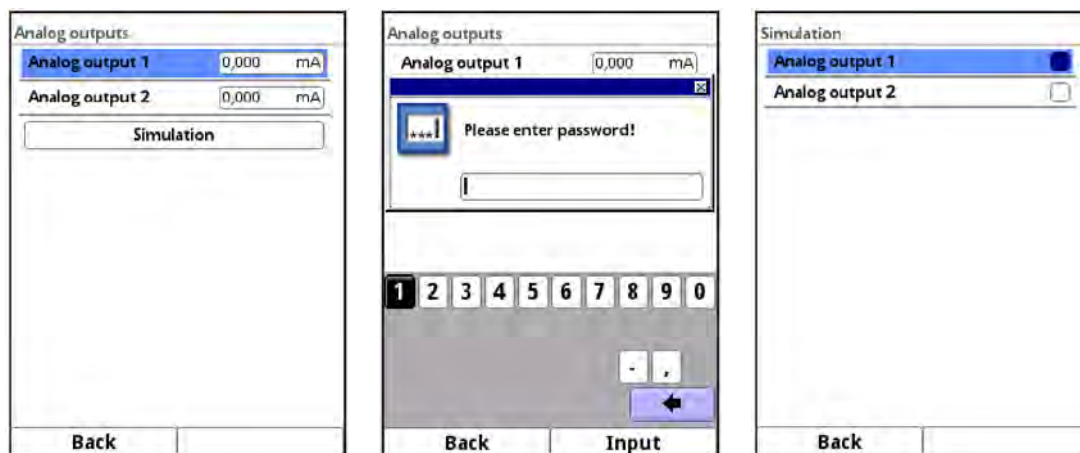 Analog outputs
Analog output 1 0,000 mA
Analog output 2 0,000 mA
Simulation
Back
Analog outputs
Analog output 1 0,000 mA
***
Please enter password!
1 2 3 4 5 6 7 8 9 0
- ,
Back Input
Simulation
Analog output 1
Analog output 2
Back